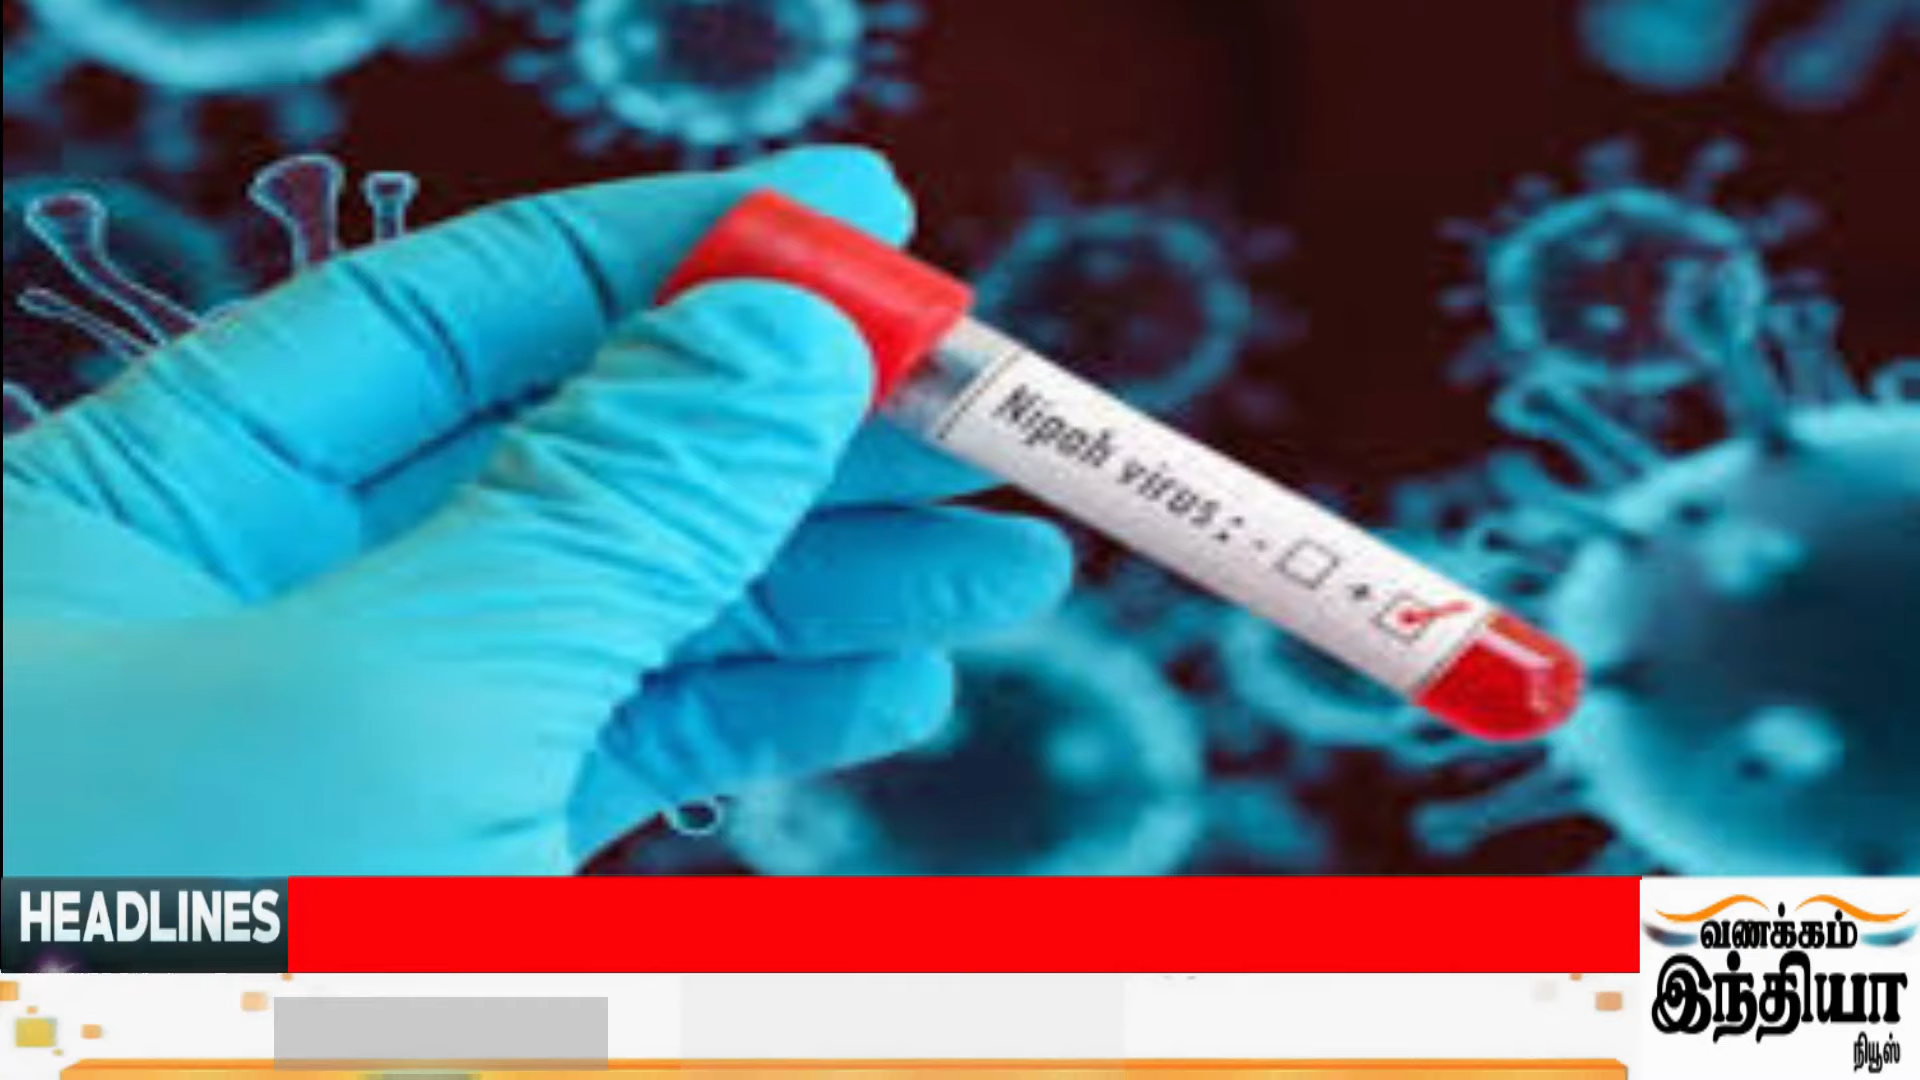 Nipah virus : - +
HEADLINES
வணக்கம்
இந்தியா
நியூஸ்